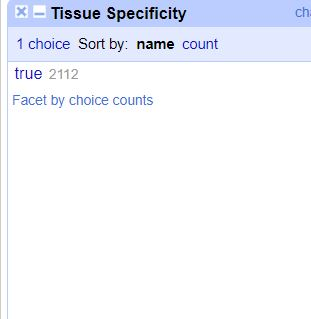 Tissue Specificity
1 choice Sort by: name count
true 2112
Facet by choice counts